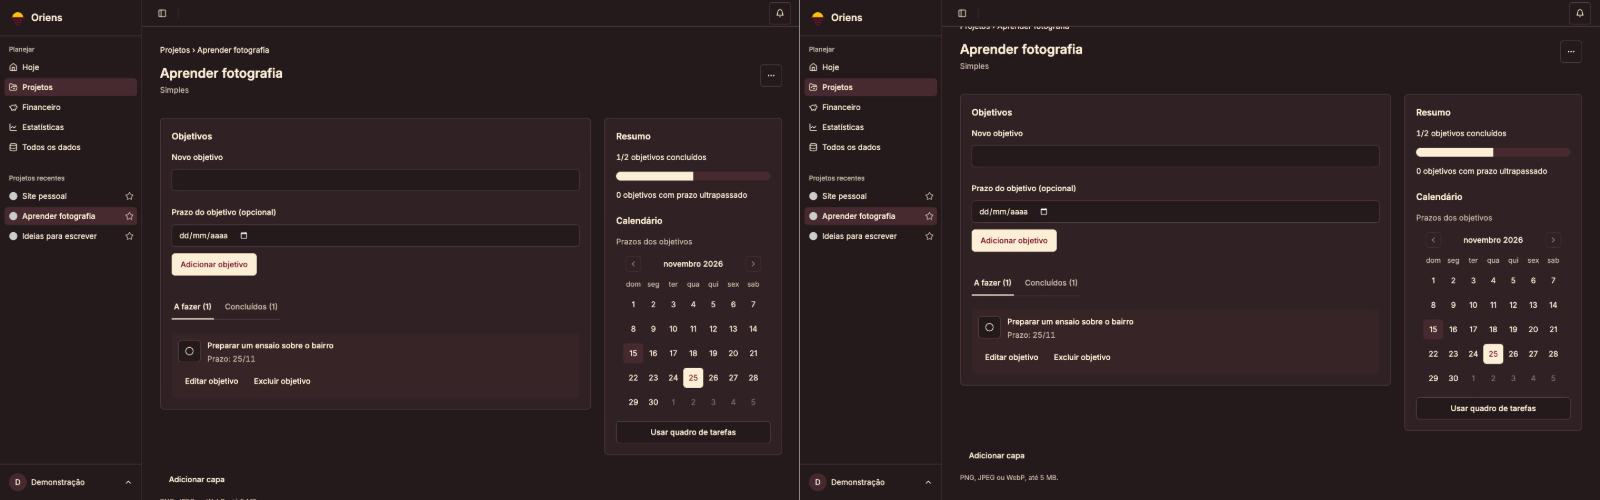 Oriens
Planejar
Hoje
Projetos
Financeiro
Estatísticas
Todos os dados
Projetos recentes
Site pessoal
Aprender fotografia
Ideias para escrever
D Demonstração
Projetos › Aprender fotografia
Aprender fotografia
Simples
...
Objetivos
Novo objetivo
Prazo do objetivo (opcional)
dd/mm/aaaa
Adicionar objetivo
A fazer (1) Concluídos (1)
Preparar um ensaio sobre o bairro
Prazo: 25/11
Editar objetivo Excluir objetivo
Resumo
1/2 objetivos concluídos
0 objetivos com prazo ultrapassado
Calendário
Prazos dos objetivos
novembro 2026
dom seg ter qua qui sex sab
1 2 3 4 5 6 7
8 9 10 11 12 13 14
15 16 17 18 19 20 21
22 23 24 25 26 27 28
29 30 1 2 3 4 5
Usar quadro de tarefas
Adicionar capa
Oriens
Planejar
Hoje
Projetos
Financeiro
Estatísticas
Todos os dados
Projetos recentes
Site pessoal
Aprender fotografia
Ideias para escrever
D Demonstração
Projetos › Aprender fotografia
Aprender fotografia
Simples
...
Objetivos
Novo objetivo
Prazo do objetivo (opcional)
dd/mm/aaaa
Adicionar objetivo
A fazer (1) Concluídos (1)
Preparar um ensaio sobre o bairro
Prazo: 25/11
Editar objetivo Excluir objetivo
Resumo
1/2 objetivos concluídos
0 objetivos com prazo ultrapassado
Calendário
Prazos dos objetivos
novembro 2026
dom seg ter qua qui sex sab
1 2 3 4 5 6 7
8 9 10 11 12 13 14
15 16 17 18 19 20 21
22 23 24 25 26 27 28
29 30 1 2 3 4 5
Usar quadro de tarefas
Adicionar capa
PNG, JPEG ou WebP, até 5 MB.